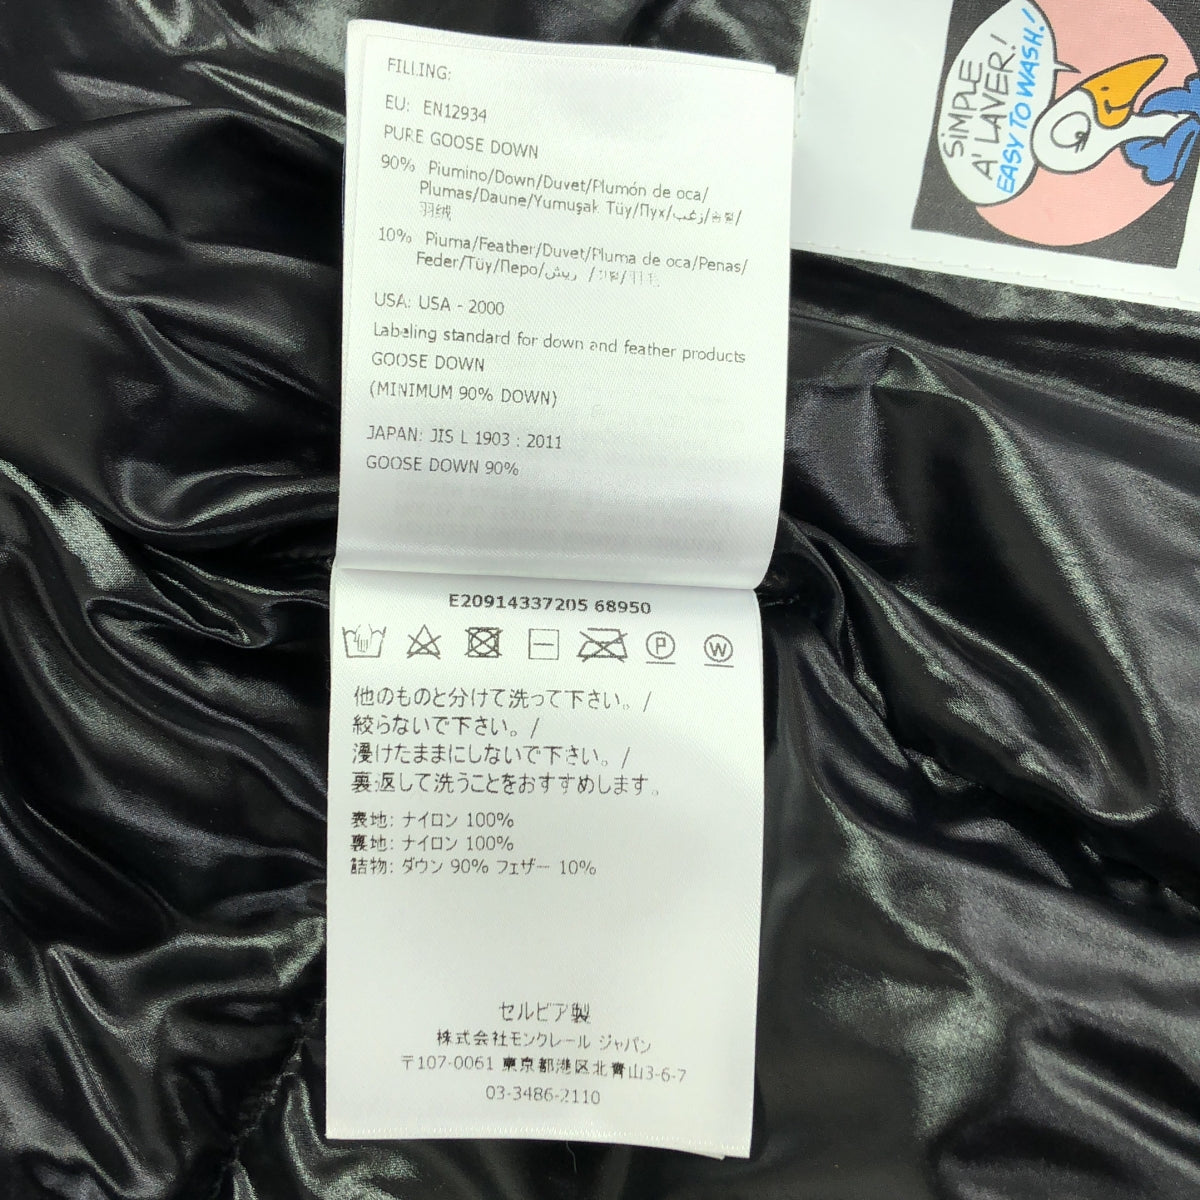 SIMPLE
A' LAVER!
EASY TO WASH!
FILLING:
EU: EN12934
PURE GOOSE DOWN
90% Piumino/Down/Duvet/Plumón de oca/
Plumas/Daune/Yumuşak Tüy/Пух/زغب/
羽绒
10% Piuma/Feather/Duvet/Pluma de oca/Penas/
Feder/Tüy/Перо/ريش /
USA: USA - 2000
Labeling standard for down and feather products
GOOSE DOWN
(MINIMUM 90% DOWN)
JAPAN: JIS L 1903 : 2011
GOOSE DOWN 90%
E20914337205 68950
P
W
他のものと分けて洗って下さい。/
絞らないで下さい。/
浸けたままにしないで下さい。/
裏返して洗うことをおすすめします。
表地: ナイロン 100%
裏地: ナイロン 100%
詰物: ダウン 90% フェザー 10%
セルビア製
株式会社モンクレール ジャパン
〒107-0061 東京都港区北青山3-6-7
03-3486-2110